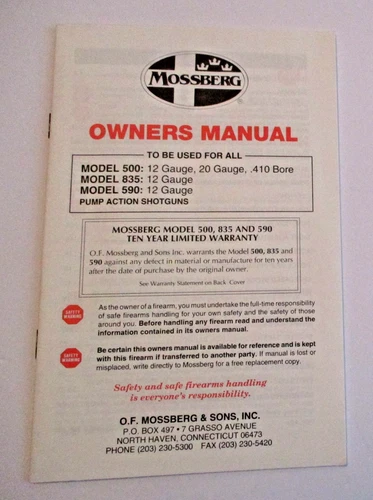 MOSSBERG
OWNERS MANUAL
TO BE USED FOR ALL
MODEL 500: 12 Gauge, 20 Gauge, .410 Bore
MODEL 835: 12 Gauge
MODEL 590: 12 Gauge
PUMP ACTION SHOTGUNS
MOSSBERG MODEL 500, 835 AND 590
TEN YEAR LIMITED WARRANTY
O.F. Mossberg and Sons Inc. warrants the Model 500, 835 and
590 against any defect in material or manufacture for ten years
after the date of purchase by the original owner.
See Warranty Statement on Back Cover
SAFETY
WARNING
As the owner of a firearm, you must undertake the full-time responsibility
of safe firearms handling for your own safety and the safety of those
around you. Before handling any firearm read and understand the
information contained in its owners manual.
SAFETY
WARNING
Be certain this owners manual is available for reference and is kept
with this firearm if transferred to another party. If manual is lost or
misplaced, write directly to Mossberg for a free replacement copy.
Safety and safe firearms handling
is everyone's responsibility.
O.F. MOSSBERG & SONS, INC.
P.O. BOX 497 • 7 GRASSO AVENUE
NORTH HAVEN, CONNECTICUT 06473
PHONE (203) 230-5300 FAX (203) 230-5420